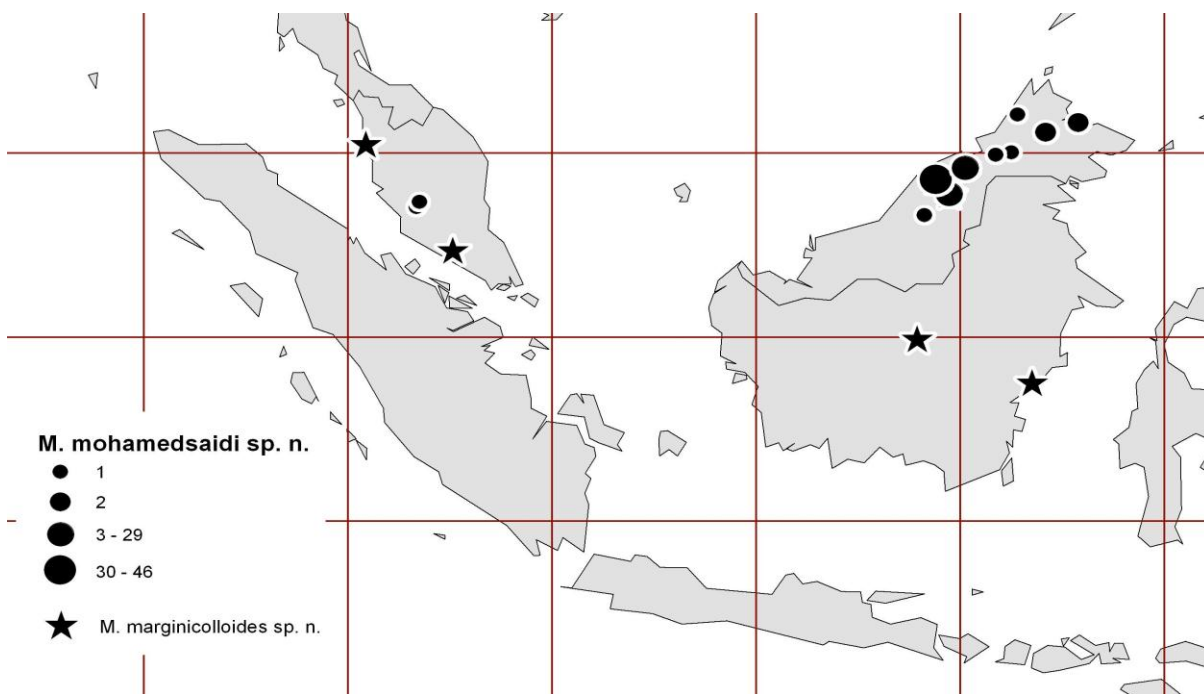 M. mohamedsaidi sp. n.
1
2
3 - 29
30 - 46
M. marginicolloides sp. n.